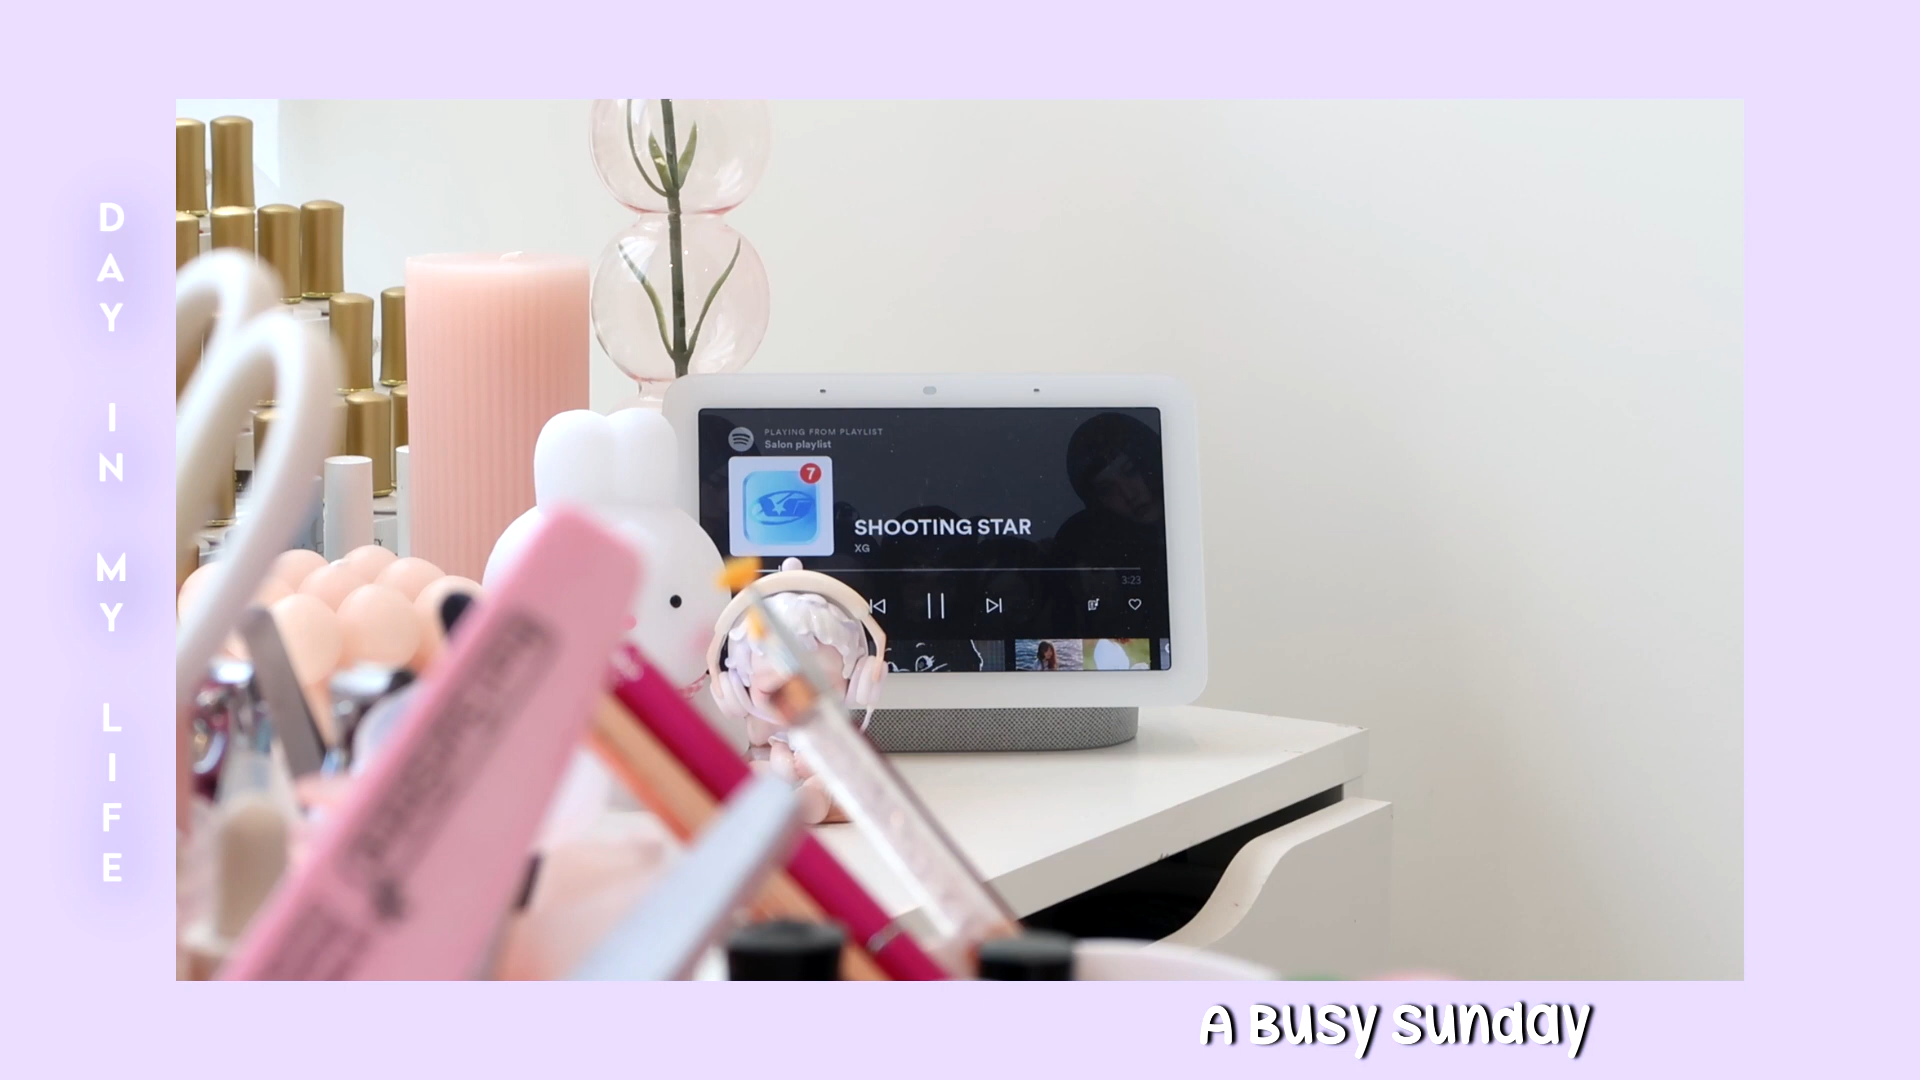 DAY IN MY LIFE
PLAYING FROM PLAYLIST
Salon playlist
7
SHOOTING STAR
XG
3:23
A Busy Sunday